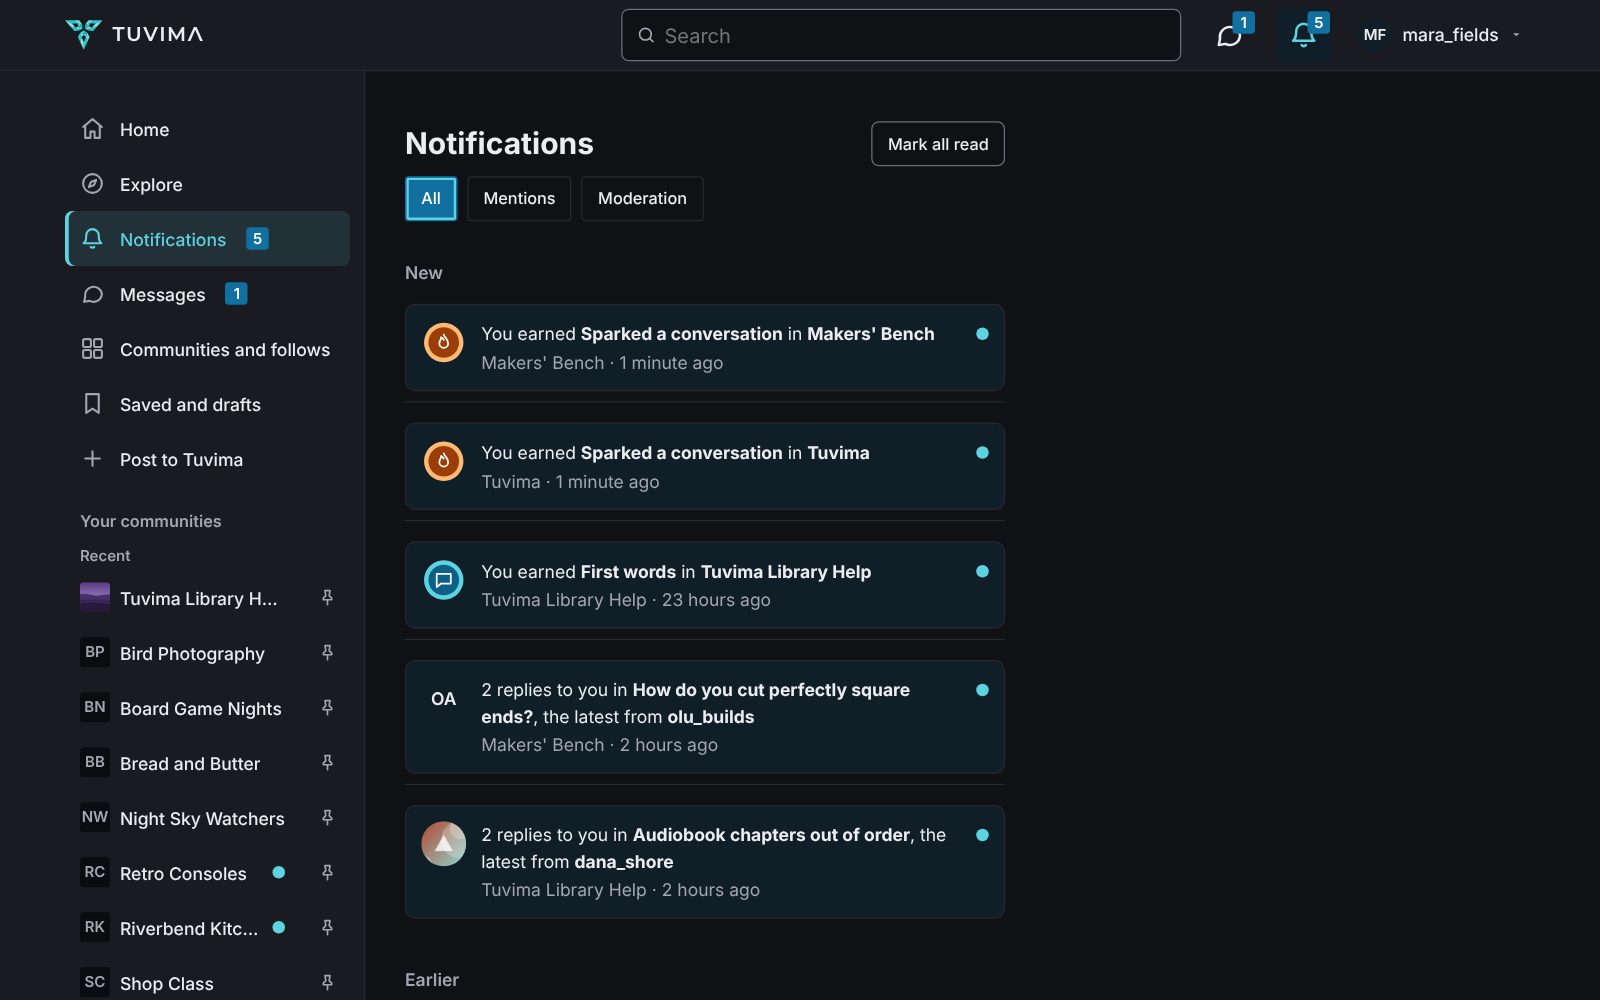 TUVIMA
Search
1
5
MF
mara_fields
Home
Explore
Notifications 5
Messages 1
Communities and follows
Saved and drafts
Post to Tuvima
Your communities
Recent
Tuvima Library H...
BP Bird Photography
BN Board Game Nights
BB Bread and Butter
NW Night Sky Watchers
RC Retro Consoles
RK Riverbend Kitc...
SC Shop Class
Notifications
Mark all read
All
Mentions
Moderation
New
You earned Sparked a conversation in Makers' Bench
Makers' Bench · 1 minute ago
You earned Sparked a conversation in Tuvima
Tuvima · 1 minute ago
You earned First words in Tuvima Library Help
Tuvima Library Help · 23 hours ago
OA
2 replies to you in How do you cut perfectly square
ends?, the latest from olu_builds
Makers' Bench · 2 hours ago
2 replies to you in Audiobook chapters out of order, the
latest from dana_shore
Tuvima Library Help · 2 hours ago
Earlier